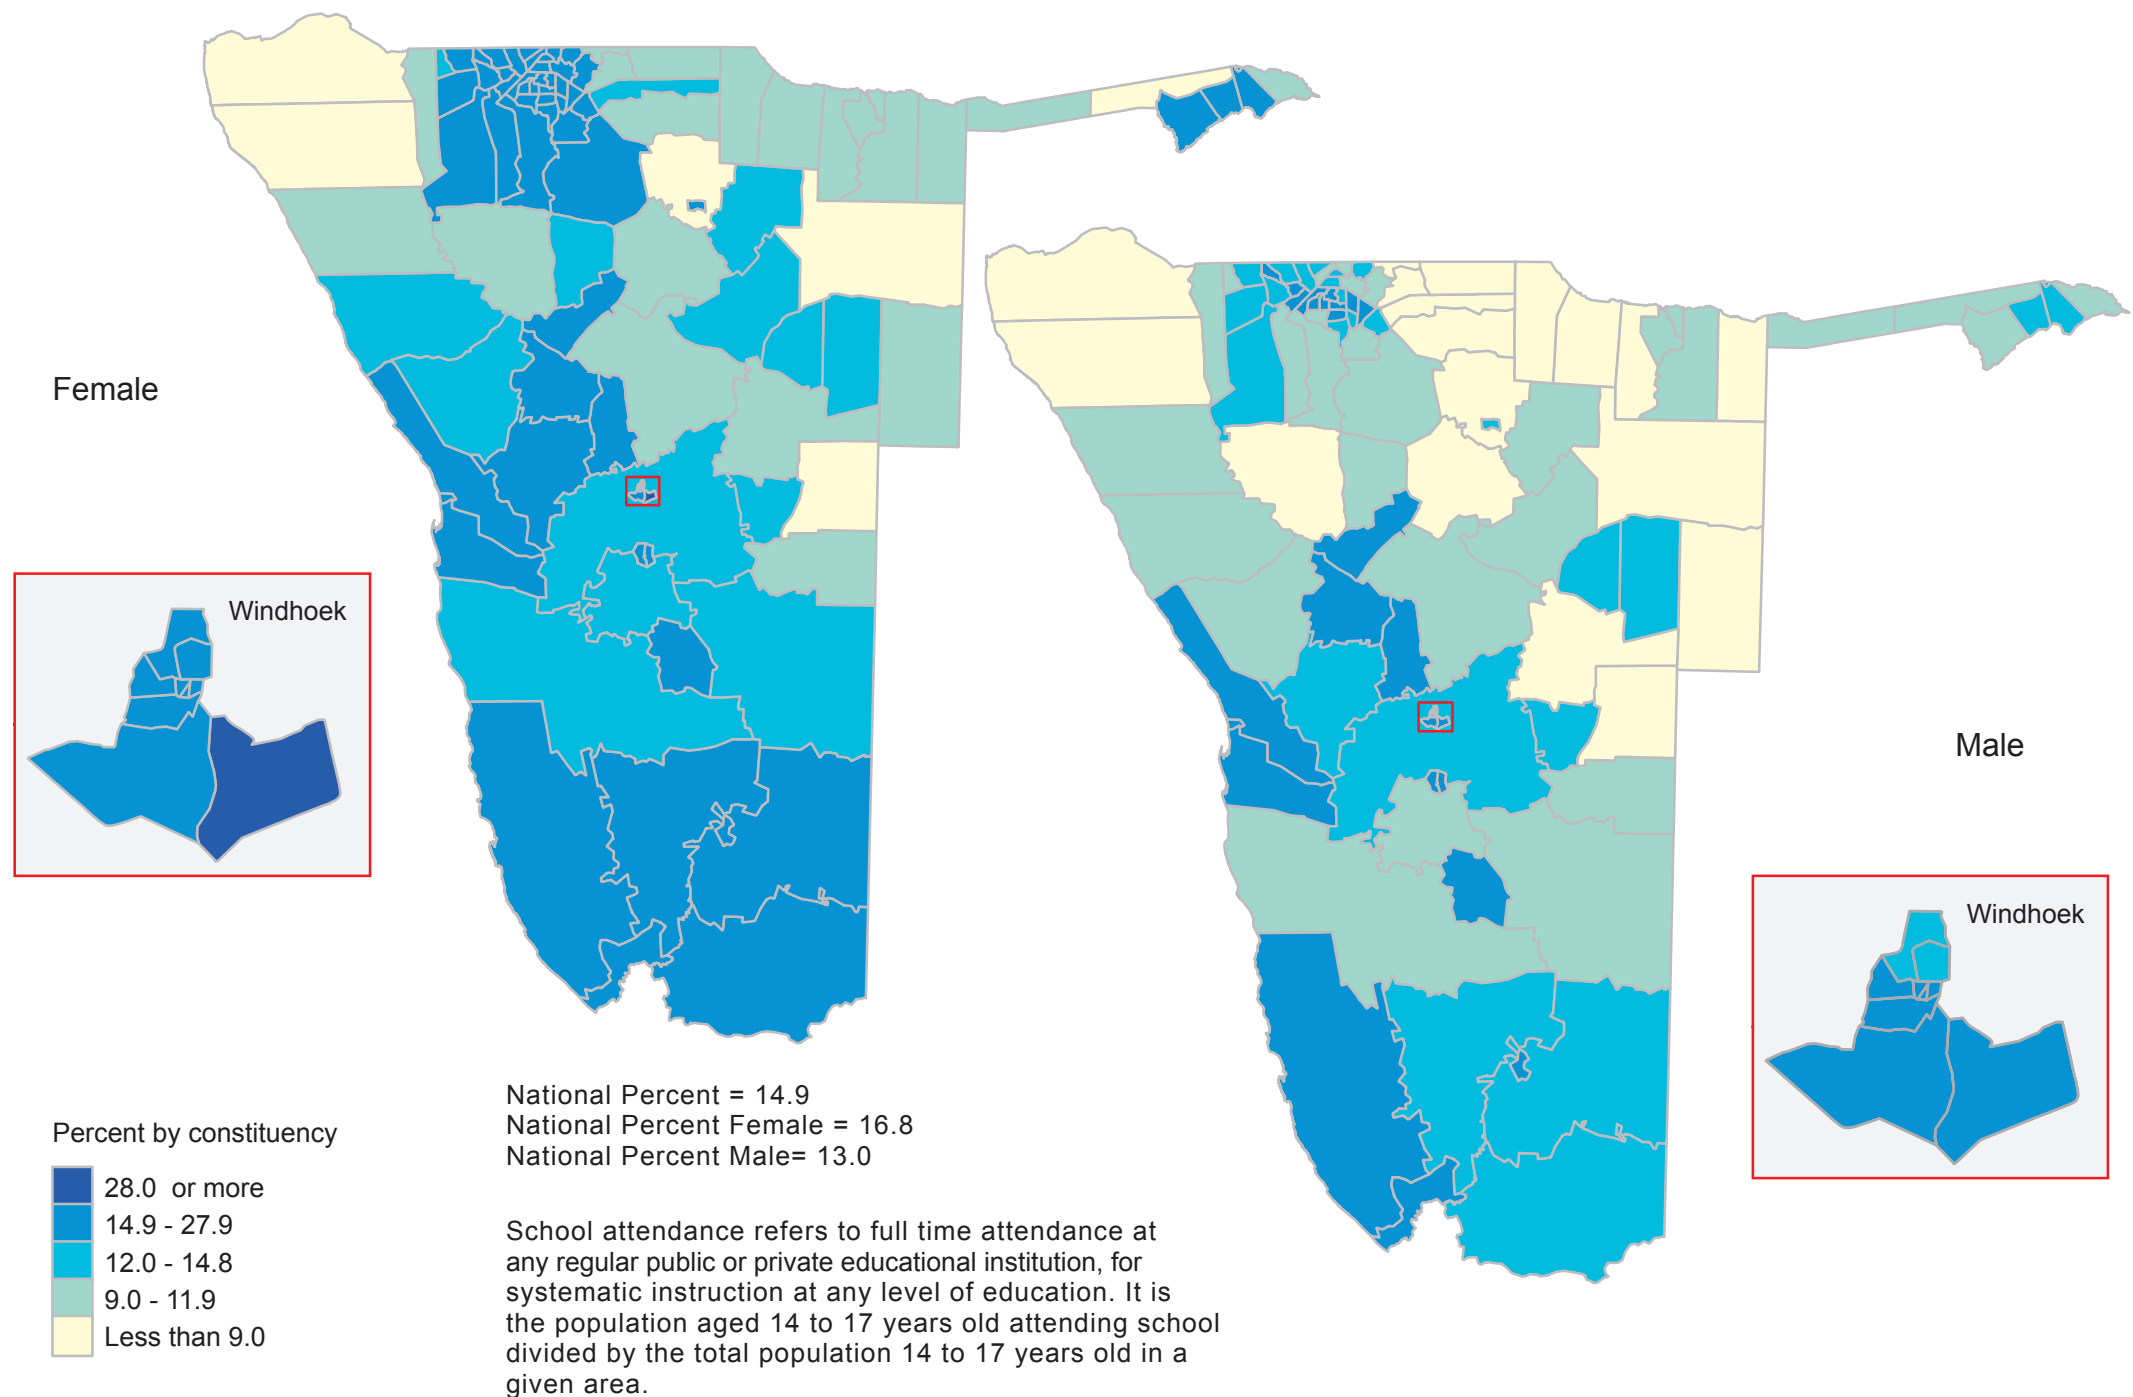 Female
Windhoek
Male
Windhoek
National Percent = 14.9
National Percent Female = 16.8
National Percent Male= 13.0
Percent by constituency
28.0 or more
14.9 - 27.9
12.0 - 14.8
9.0 - 11.9
Less than 9.0
School attendance refers to full time attendance at
any regular public or private educational institution, for
systematic instruction at any level of education. It is
the population aged 14 to 17 years old attending school
divided by the total population 14 to 17 years old in a
given area.